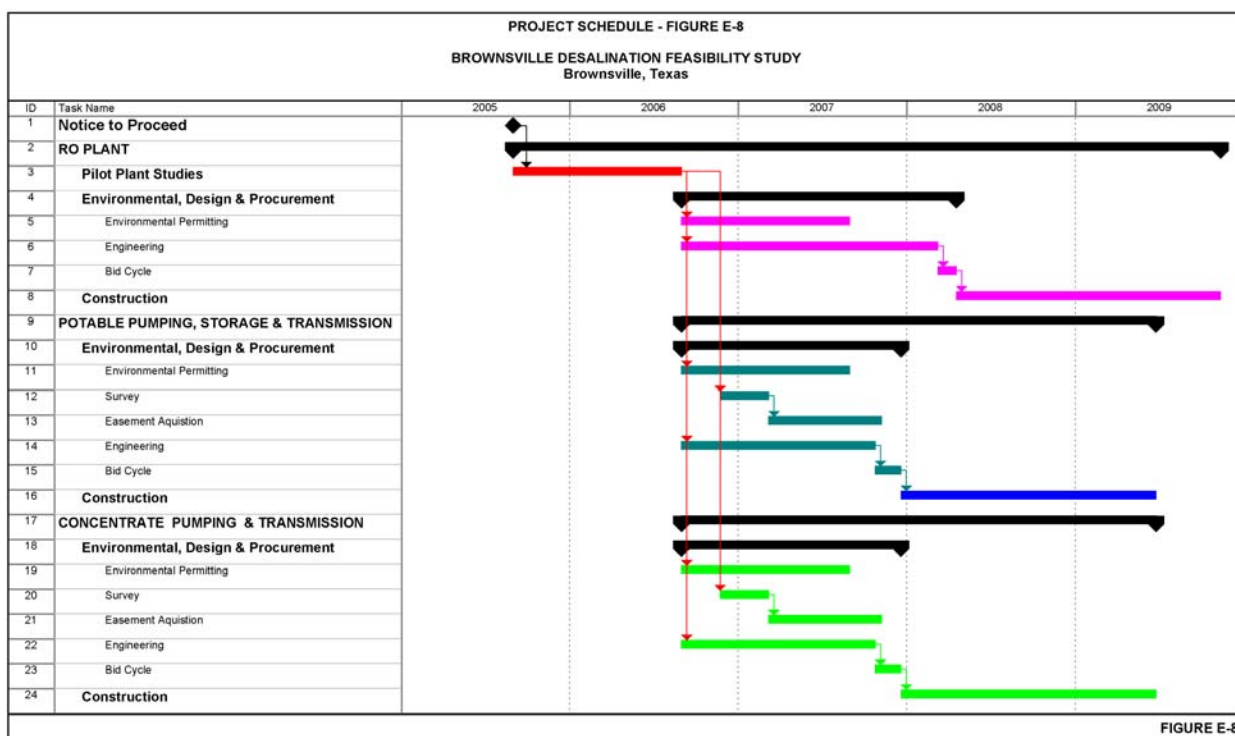 PROJECT SCHEDULE - FIGURE E-8
BROWNSVILLE DESALINATION FEASIBILITY STUDY
Brownsville, Texas
ID Task Name 2005 2006 2007 2008 2009
1 Notice to Proceed
2 RO PLANT
3 Pilot Plant Studies
4 Environmental, Design & Procurement
5 Environmental Permitting
6 Engineering
7 Bid Cycle
8 Construction
9 POTABLE PUMPING, STORAGE & TRANSMISSION
10 Environmental, Design & Procurement
11 Environmental Permitting
12 Survey
13 Easement Aquistion
14 Engineering
15 Bid Cycle
16 Construction
17 CONCENTRATE PUMPING & TRANSMISSION
18 Environmental, Design & Procurement
19 Environmental Permitting
20 Survey
21 Easement Aquistion
22 Engineering
23 Bid Cycle
24 Construction
FIGURE E-8